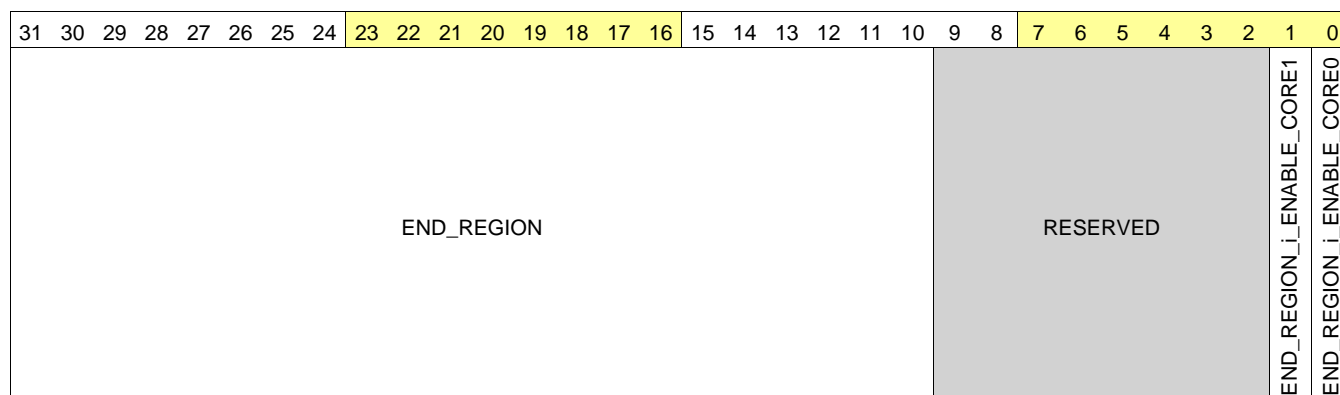 31 30 29 28 27 26 25 24 23 22 21 20 19 18 17 16 15 14 13 12 11 10 9 8 7 6 5 4 3 2 1 0
END_REGION
RESERVED
END_REGION_i_ENABLE_CORE1
END_REGION_i_ENABLE_CORE0